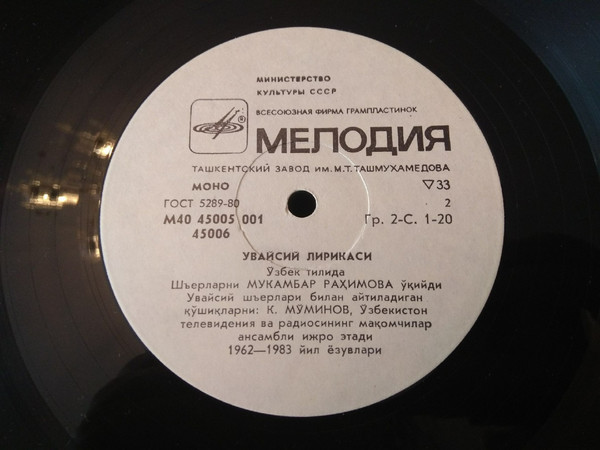 МИНИСТЕРСТВО
КУЛЬТУРЫ СССР
ВСЕСОЮЗНАЯ ФИРМА ГРАМПЛАСТИНОК
МЕЛОДИЯ
ТАШКЕНТСКИЙ ЗАВОД ИМ. М.Т. ТАШМУХАМЕДОВА
МОНО ▽33
ГОСТ 5289-80 2
М40 45005 001 Гр. 2-С. 1-20
45006
УВАЙСИЙ ЛИРИКАСИ
Ўзбек тилида
Шъерларни МУКАМБАР РАҲИМОВА ўқийди
Увайсий шъерлари билан айтиладиган
қўшиқларни: К. МЎМИНОВ, Ўзбекистон
телевидения ва радиосининг мақомчилар
ансамбли ижро этади
1962—1983 йил ёзувлари